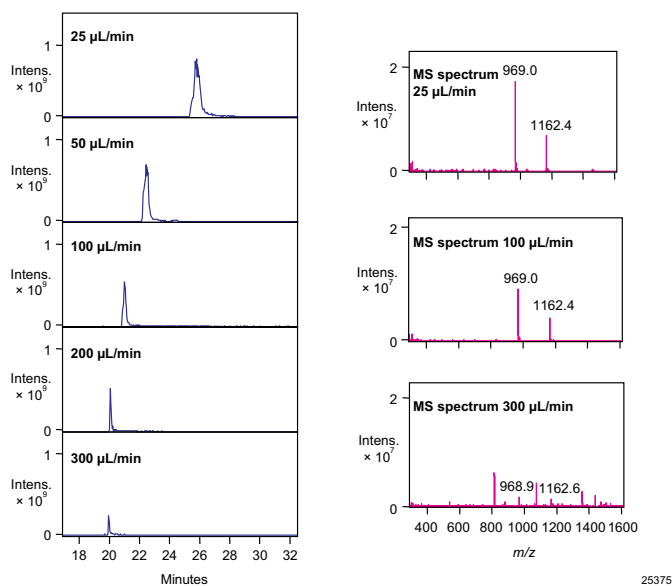 25 µL/min
1
Intens.
× 10⁹
0
50 µL/min
1
Intens.
× 10⁹
0
100 µL/min
1
Intens.
× 10⁹
0
200 µL/min
1
Intens.
× 10⁹
0
300 µL/min
1
Intens.
× 10⁹
0
18 20 22 24 26 28 30 32
Minutes
MS spectrum
25 µL/min
2
Intens.
× 10⁷
0
969.0
1162.4
MS spectrum 100 µL/min
2
Intens.
× 10⁷
0
969.0
1162.4
MS spectrum 300 µL/min
2
Intens.
× 10⁷
0
968.9 1162.6
400 600 800 1000 1200 1400 1600
m/z
25375